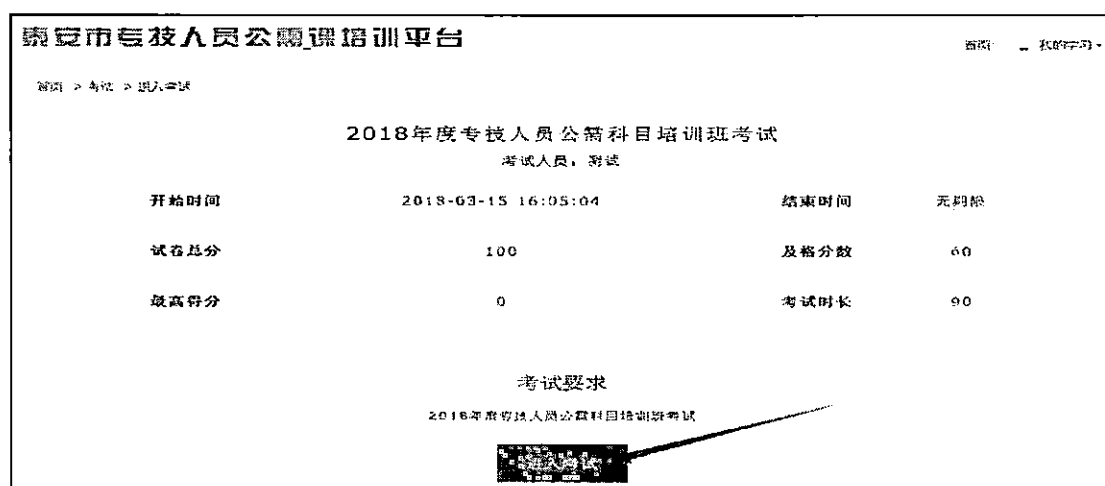 泰安市专技人员公需课培训平台
首页 我的学习
首页 > 考试 > 进入考试
2018年度专技人员公需科目培训班考试
考试人员：测试
开始时间 2018-03-15 16:05:04 结束时间 无期限
试卷总分 100 及格分数 60
最高得分 0 考试时长 90
考试要求
2018年度专技人员公需科目培训班考试
进入考试